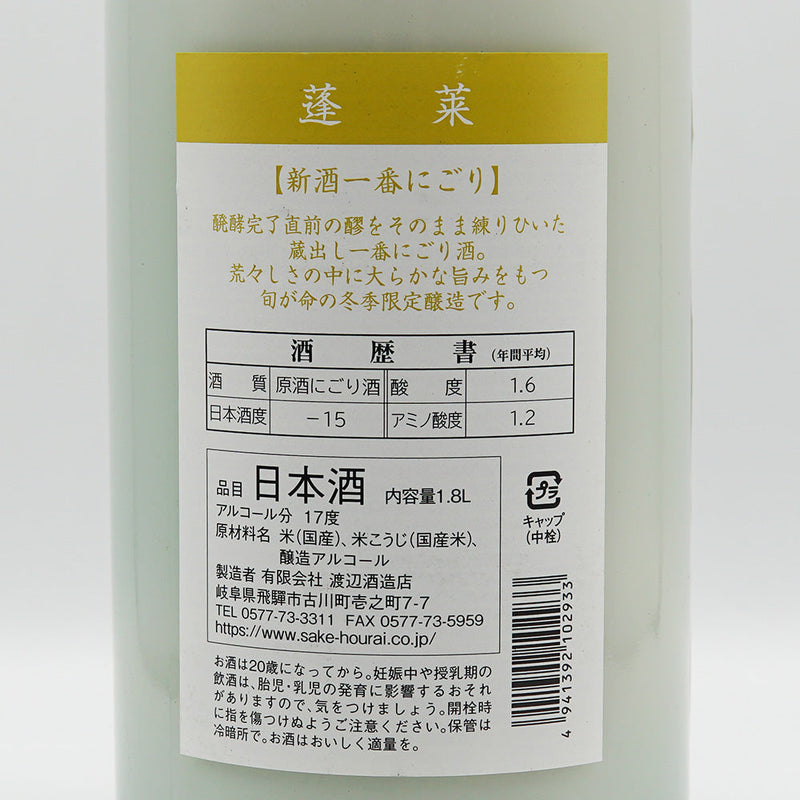 蓬莱
【新酒一番にごり】
醗酵完了直前の醪をそのまま練りひいた
蔵出し一番にごり酒。
荒々しさの中に大らかな旨みをもつ
旬が命の冬季限定醸造です。
酒歴書(年間平均)
酒質 原酒にごり酒 酸度 1.6
日本酒度 −15 アミノ酸度 1.2
品目 日本酒 内容量1.8L
アルコール分 17度
原材料名 米(国産)、米こうじ(国産米)、
醸造アルコール
製造者 有限会社 渡辺酒造店
岐阜県飛騨市古川町壱之町7-7
TEL 0577-73-3311 FAX 0577-73-5959
https://www.sake-hourai.co.jp/
プラ
キャップ
(中栓)
4 941392 102933
お酒は20歳になってから。妊娠中や授乳期の
飲酒は、胎児・乳児の発育に影響するおそれ
がありますので、気をつけましょう。開栓時
に指を傷つけぬようご注意ください。保管は
冷暗所で。お酒はおいしく適量を。